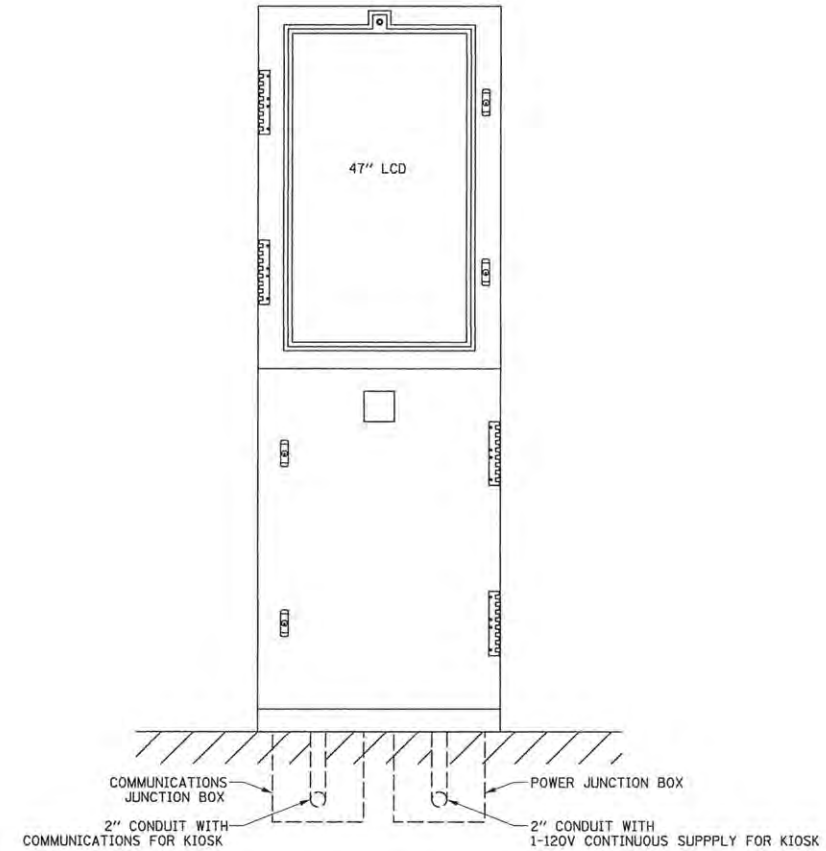 47" LCD
COMMUNICATIONS
JUNCTION BOX
POWER JUNCTION BOX
2" CONDUIT WITH
COMMUNICATIONS FOR KIOSK
2" CONDUIT WITH
1-120V CONTINUOUS SUPPPLY FOR KIOSK